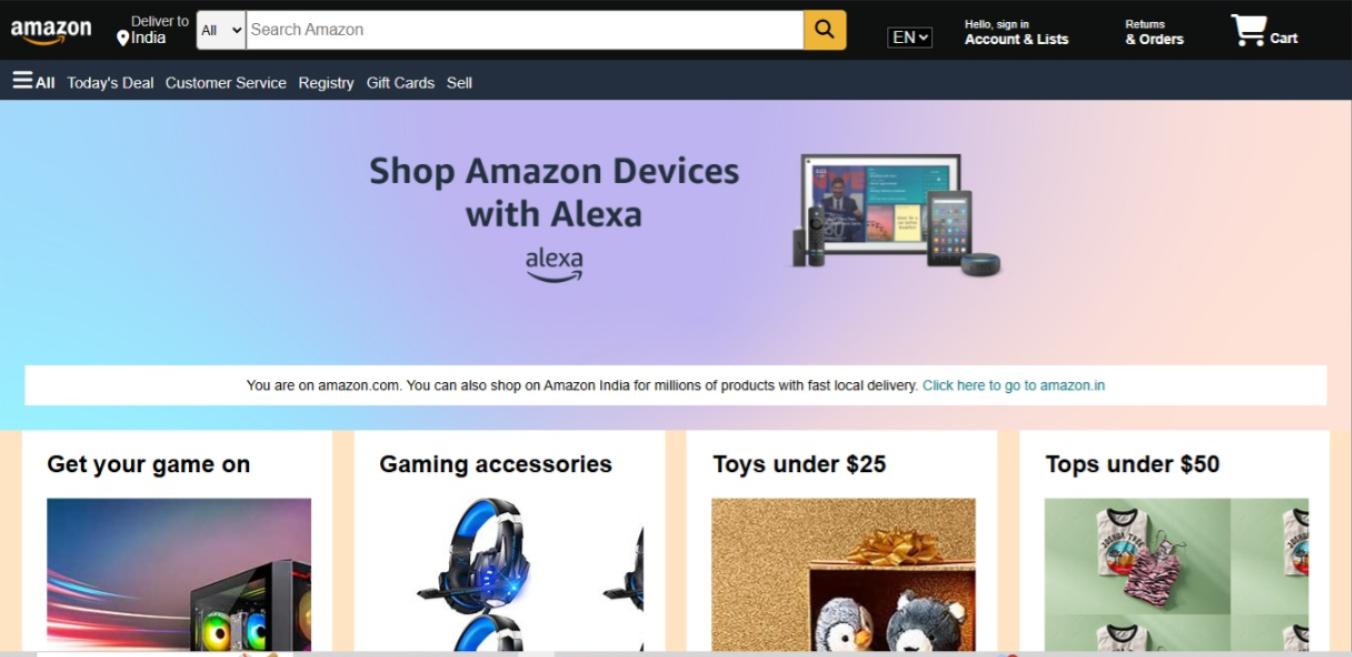 amazon
Deliver to
India
All
Search Amazon
EN
Hello, sign in
Account & Lists
Returns
& Orders
Cart
All Today's Deal Customer Service Registry Gift Cards Sell
Shop Amazon Devices
with Alexa
alexa
You are on amazon.com. You can also shop on Amazon India for millions of products with fast local delivery. Click here to go to amazon.in
Get your game on
Gaming accessories
Toys under $25
Tops under $50
JOSHUA TREE